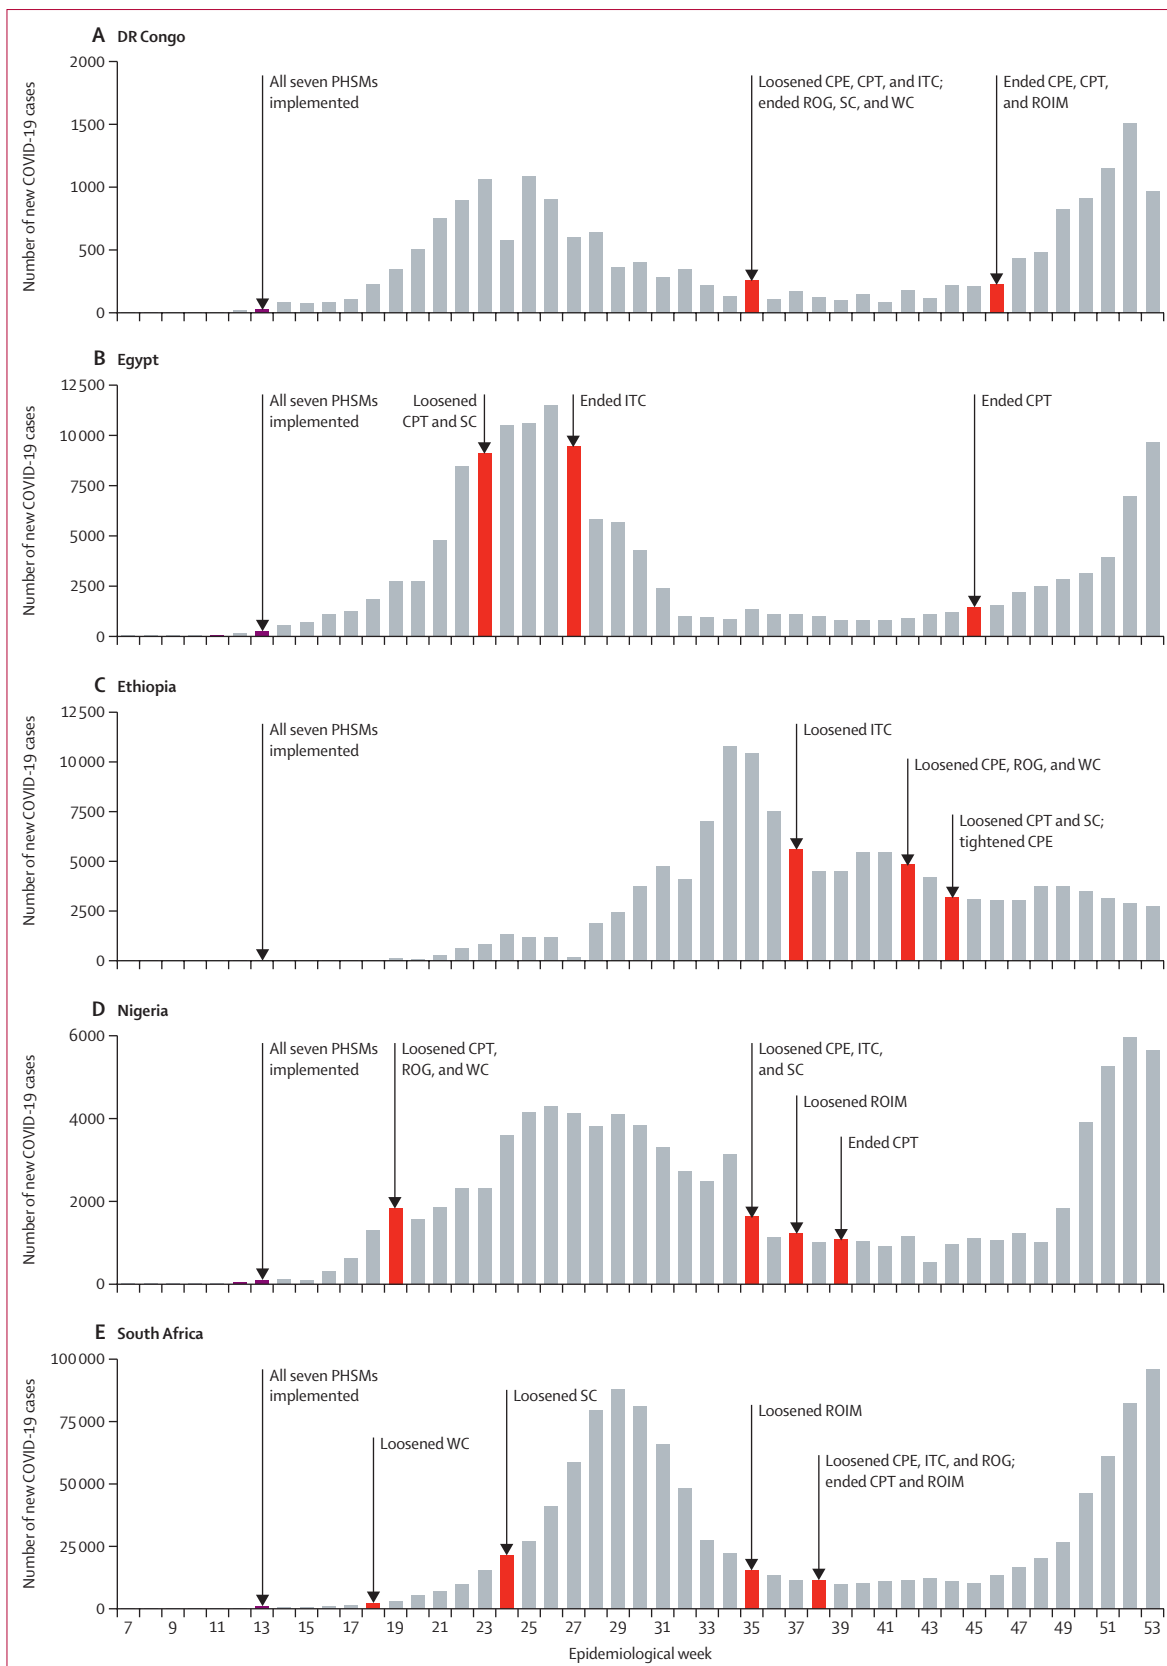 A DR Congo
Number of new COVID-19 cases
2000
1500
1000
500
0
All seven PHSMs
implemented
Loosened CPE, CPT, and ITC;
ended ROG, SC, and WC
Ended CPE, CPT,
and ROIM
B Egypt
Number of new COVID-19 cases
12 500
10 000
7500
5000
2500
0
All seven PHSMs
implemented
Loosened
CPT and SC
Ended ITC
Ended CPT
C Ethiopia
Number of new COVID-19 cases
12 500
10 000
7500
5000
2500
0
All seven PHSMs
implemented
Loosened ITC
Loosened CPE, ROG, and WC
Loosened CPT and SC;
tightened CPE
D Nigeria
Number of new COVID-19 cases
6000
4000
2000
0
All seven PHSMs
implemented
Loosened CPT,
ROG, and WC
Loosened CPE, ITC,
and SC
Loosened ROIM
Ended CPT
E South Africa
Number of new COVID-19 cases
100 000
75 000
50 000
25 000
0
All seven PHSMs
implemented
Loosened WC
Loosened SC
Loosened ROIM
Loosened CPE, ITC, and ROG;
ended CPT and ROIM
7 9 11 13 15 17 19 21 23 25 27 29 31 33 35 37 39 41 43 45 47 49 51 53
Epidemiological week